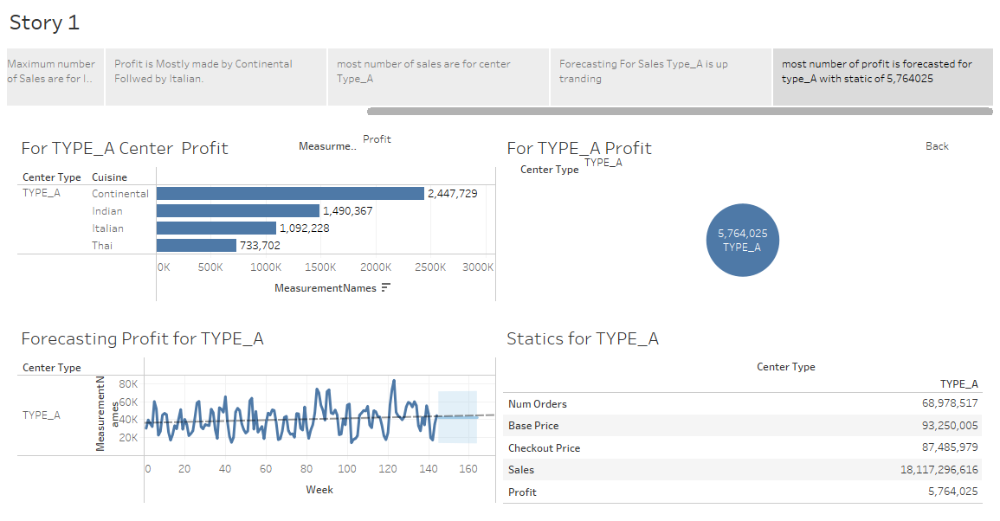 Story 1
Maximum number
of Sales are for I..
Profit is Mostly made by Continental
Follwed by Italian.
most number of sales are for center
Type_A
Forecasting For Sales Type_A is up
tranding
most number of profit is forecasted for
type_A with static of 5,764025
For TYPE_A Center Profit
Measurme.. Profit
Center Type Cuisine
TYPE_A Continental 2,447,729
Indian 1,490,367
Italian 1,092,228
Thai 733,702
0K 500K 1000K 1500K 2000K 2500K 3000K
MeasurementNames
For TYPE_A Profit
Back
Center Type TYPE_A
5,764,025
TYPE_A
Forecasting Profit for TYPE_A
Center Type
TYPE_A
MeasurementN
ames
80K
60K
40K
20K
0 20 40 60 80 100 120 140 160
Week
Statics for TYPE_A
Center Type
TYPE_A
Num Orders 68,978,517
Base Price 93,250,005
Checkout Price 87,485,979
Sales 18,117,296,616
Profit 5,764,025